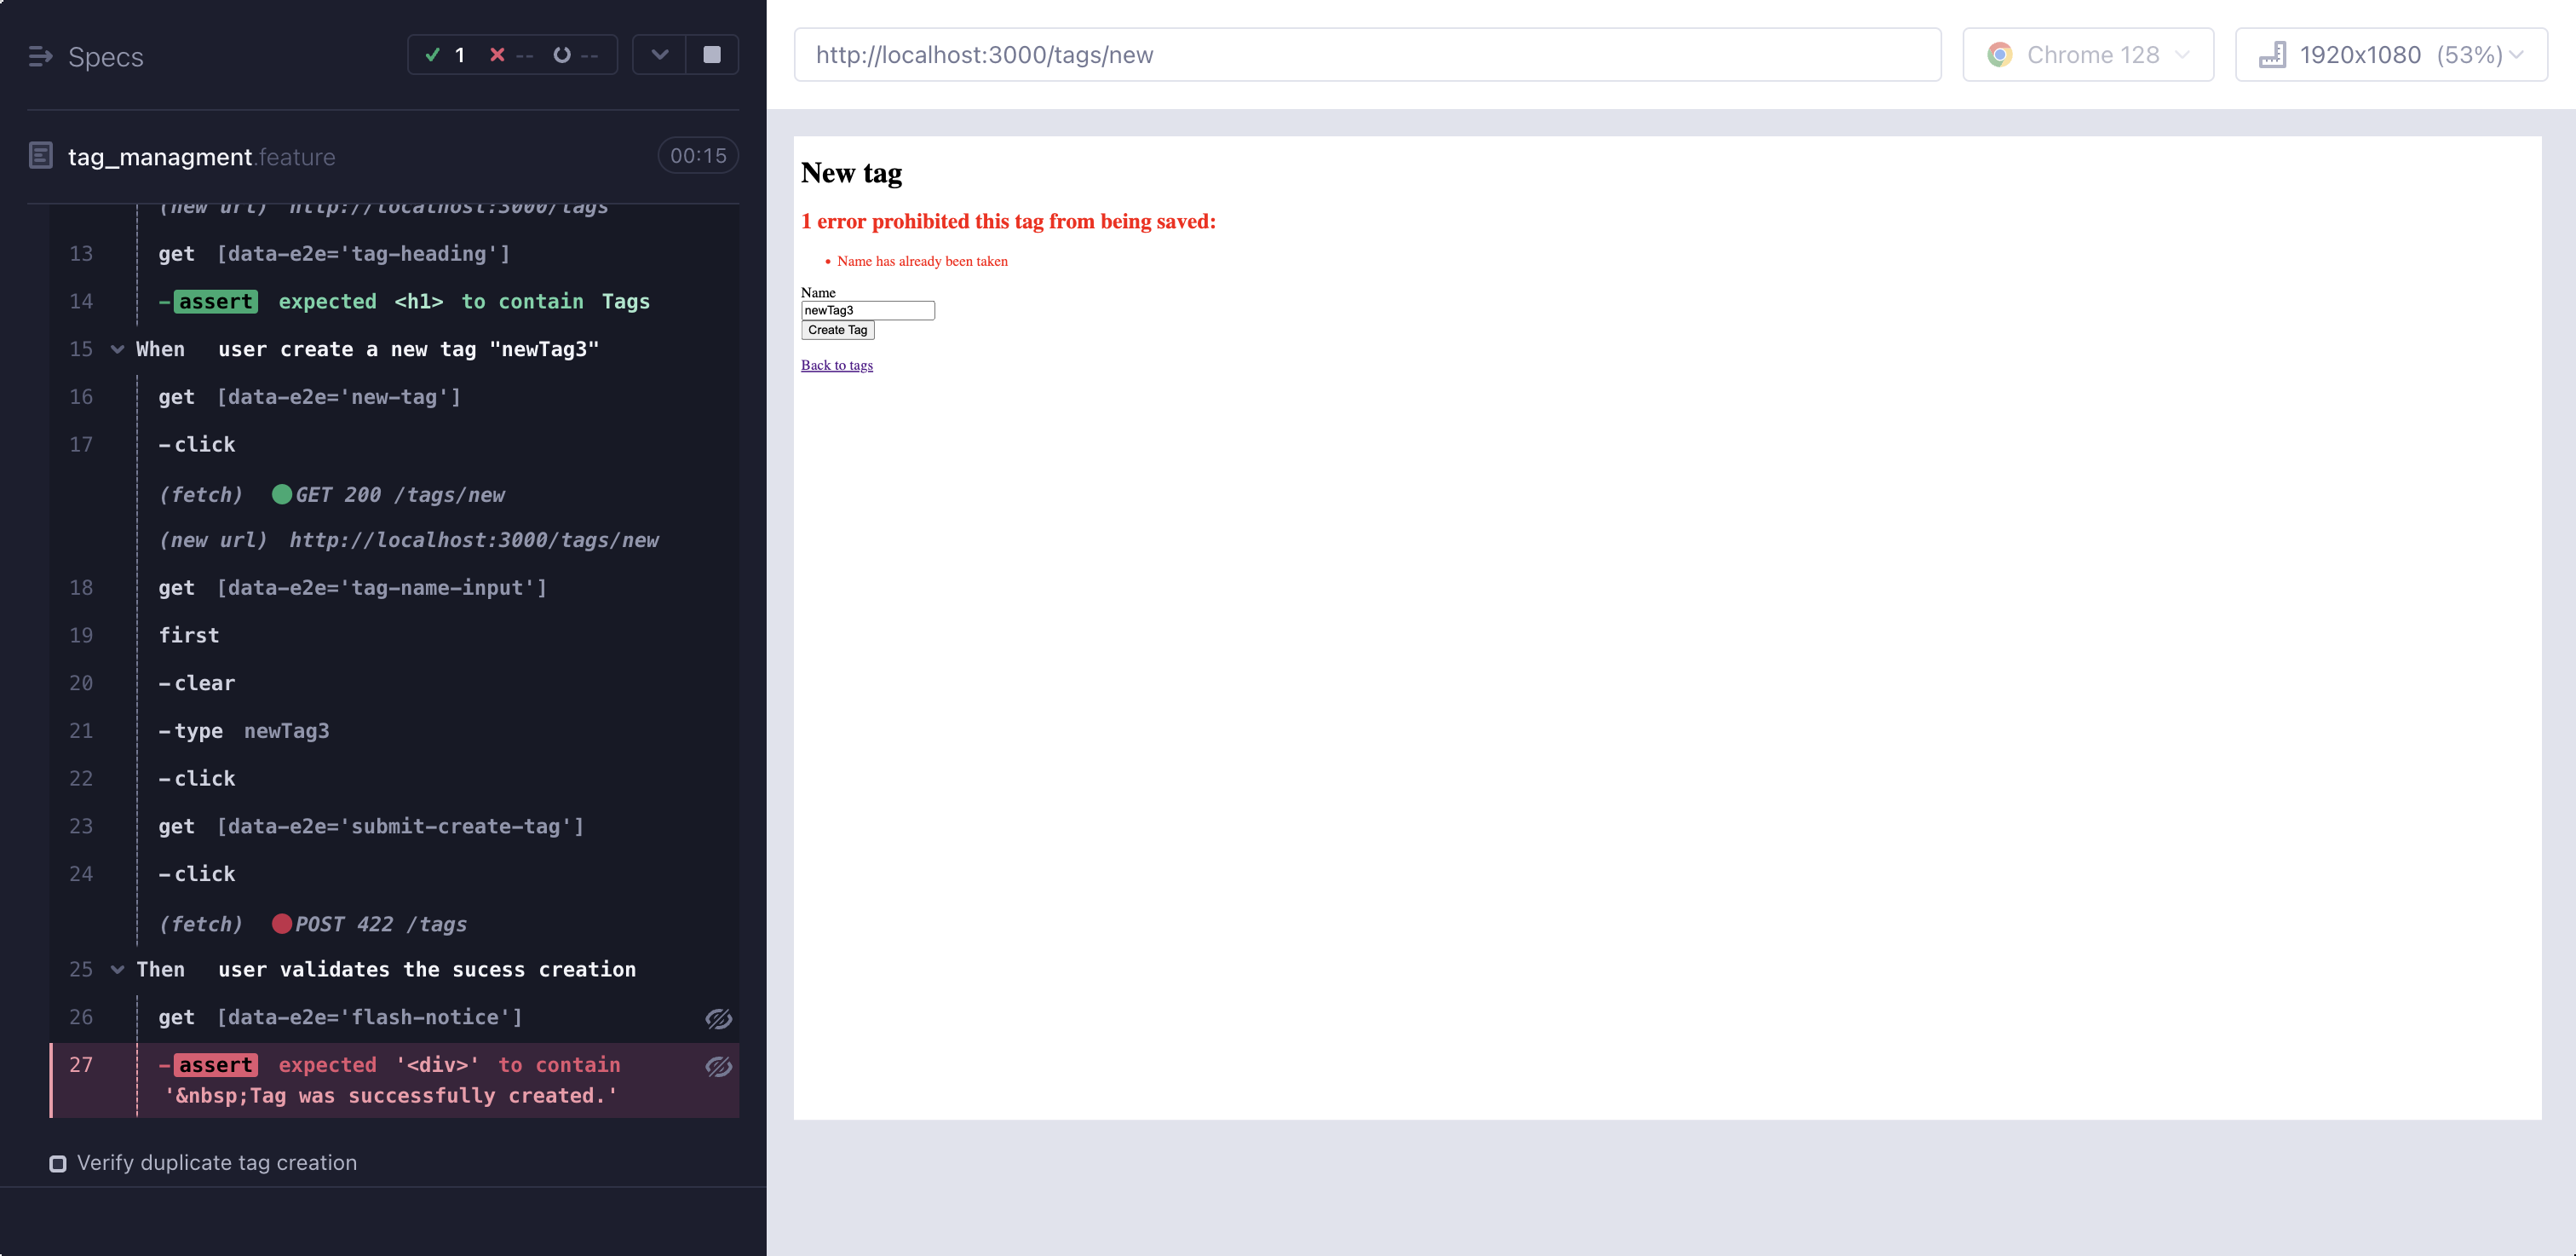 Specs
1 -- --
tag_managment.feature 00:15
(new url) http://localhost:3000/tags
13 get [data-e2e='tag-heading']
14 -assert expected <h1> to contain Tags
15 When user create a new tag "newTag3"
16 get [data-e2e='new-tag']
17 -click
(fetch) GET 200 /tags/new
(new url) http://localhost:3000/tags/new
18 get [data-e2e='tag-name-input']
19 first
20 -clear
21 -type newTag3
22 -click
23 get [data-e2e='submit-create-tag']
24 -click
(fetch) POST 422 /tags
25 Then user validates the sucess creation
26 get [data-e2e='flash-notice']
27 -assert expected '<div>' to contain
'&nbsp;Tag was successfully created.'
Verify duplicate tag creation
http://localhost:3000/tags/new
Chrome 128
1920x1080 (53%)
New tag
1 error prohibited this tag from being saved:
• Name has already been taken
Name
newTag3
Create Tag
Back to tags